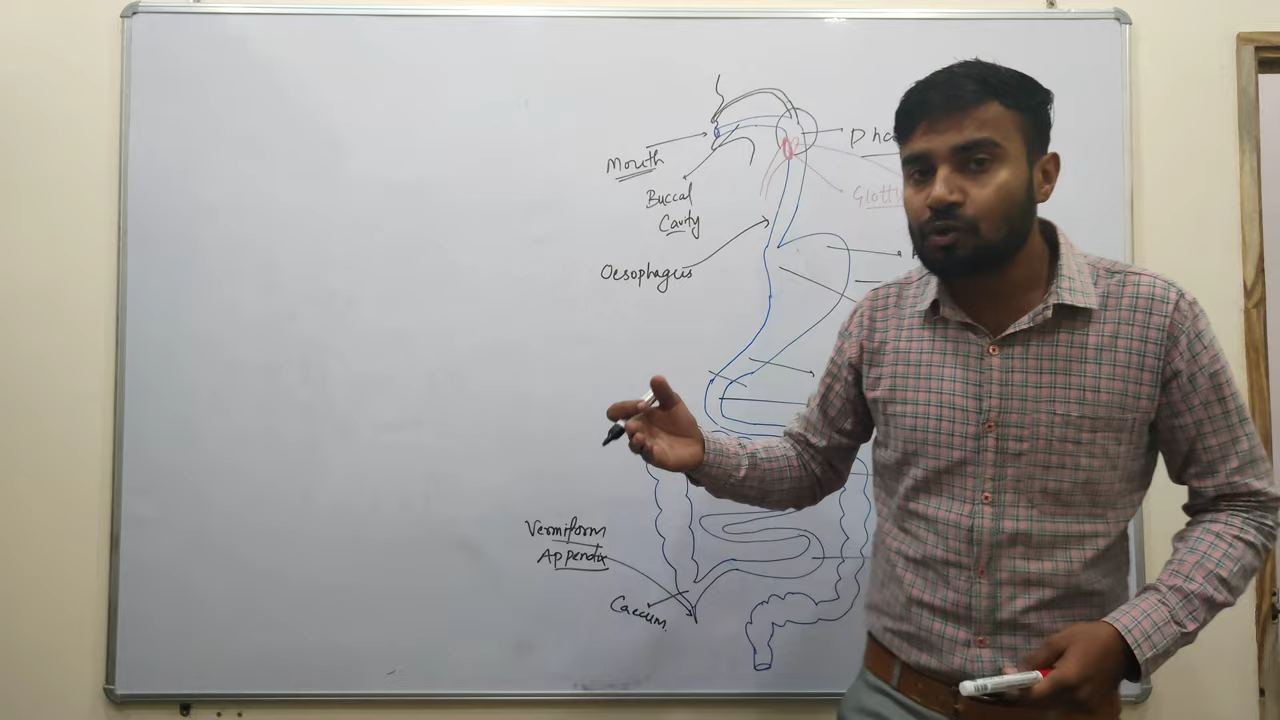 Mouth
Buccal
Cavity
Oesophagus
Vermiform
Appendix
Caecum.